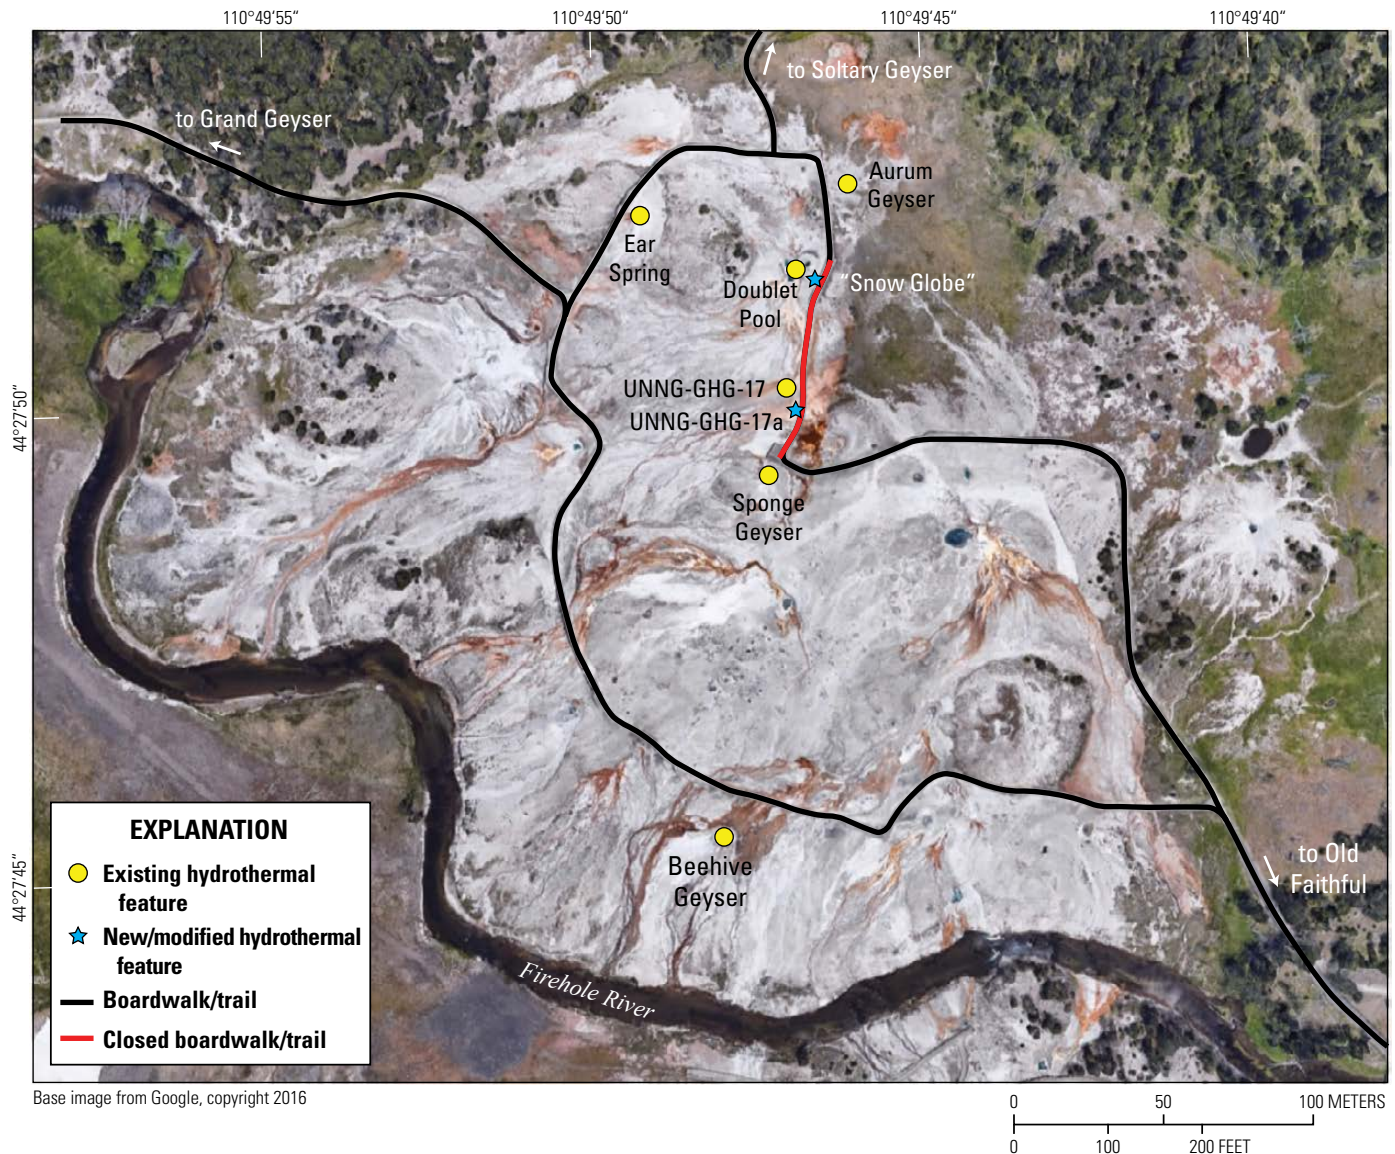 110°49'55"
110°49'50"
110°49'45"
110°49'40"
to Soltary Geyser
to Grand Geyser
Aurum
Geyser
Ear
Spring
Doublet
Pool
“Snow Globe”
UNNG-GHG-17
UNNG-GHG-17a
44°27'50"
Sponge
Geyser
EXPLANATION
Existing hydrothermal
feature
New/modified hydrothermal
feature
Boardwalk/trail
Closed boardwalk/trail
Beehive
Geyser
to Old
Faithful
44°27'45"
Firehole River
Base image from Google, copyright 2016
0 50 100 METERS
0 100 200 FEET